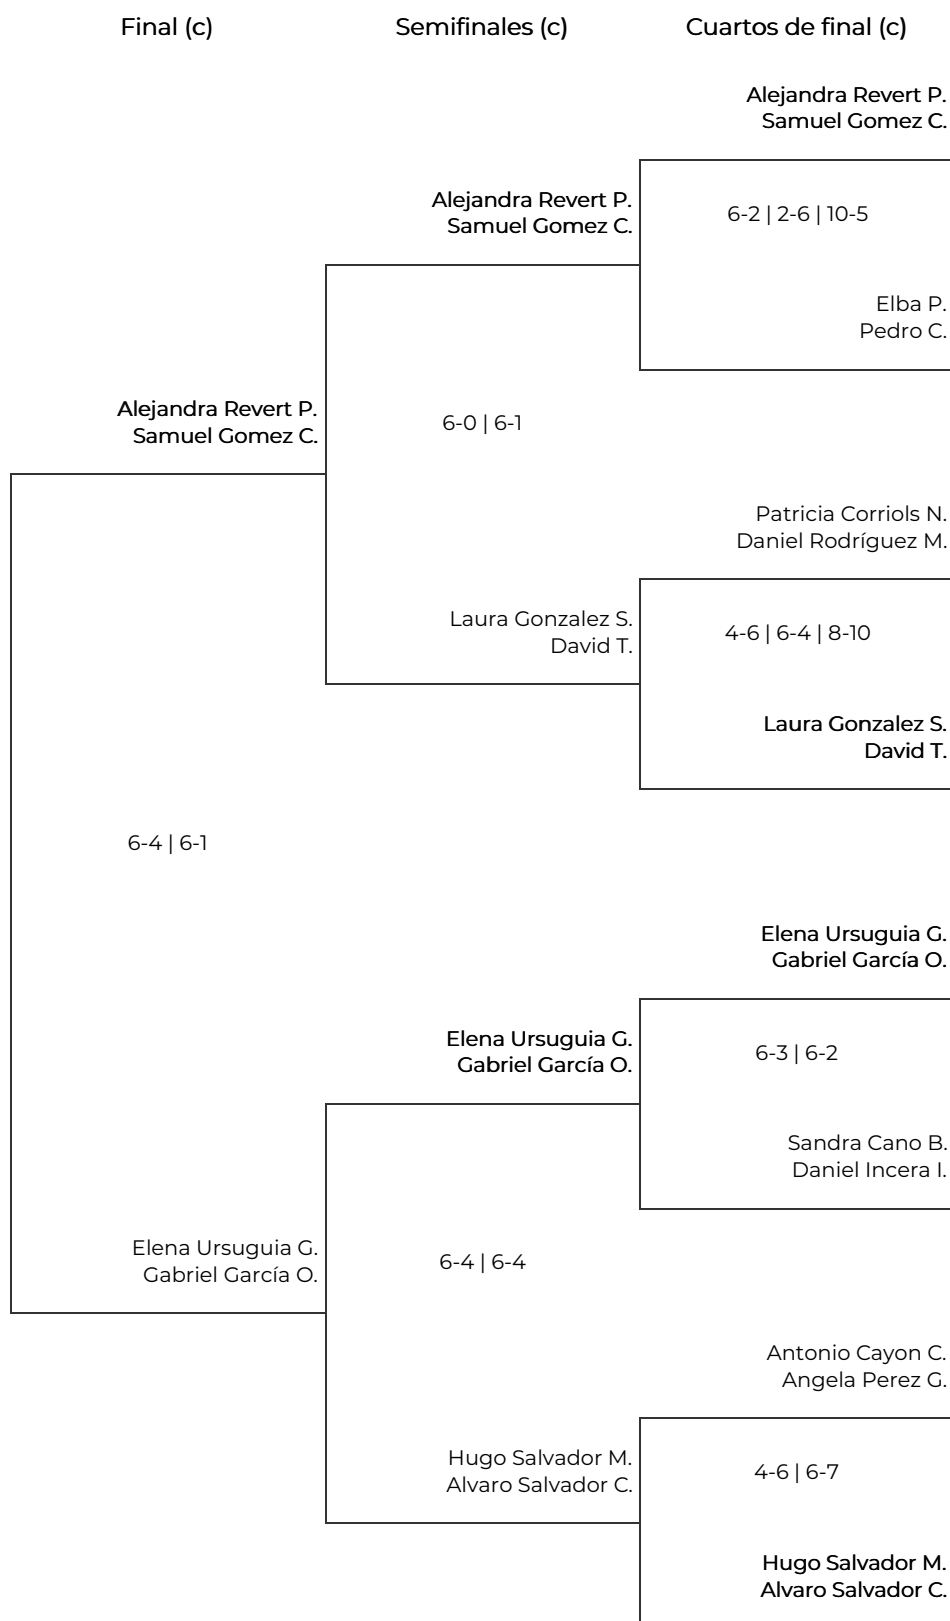 Final (c)
Semifinales (c)
Cuartos de final (c)
Alejandra Revert P.
Samuel Gomez C.
Alejandra Revert P.
Samuel Gomez C.
6-2 | 2-6 | 10-5
Elba P.
Pedro C.
Alejandra Revert P.
Samuel Gomez C.
6-0 | 6-1
Patricia Corriols N.
Daniel Rodríguez M.
Laura Gonzalez S.
David T.
4-6 | 6-4 | 8-10
Laura Gonzalez S.
David T.
6-4 | 6-1
Elena Ursuguia G.
Gabriel García O.
Elena Ursuguia G.
Gabriel García O.
6-3 | 6-2
Sandra Cano B.
Daniel Incera I.
Elena Ursuguia G.
Gabriel García O.
6-4 | 6-4
Antonio Cayon C.
Angela Perez G.
Hugo Salvador M.
Alvaro Salvador C.
4-6 | 6-7
Hugo Salvador M.
Alvaro Salvador C.